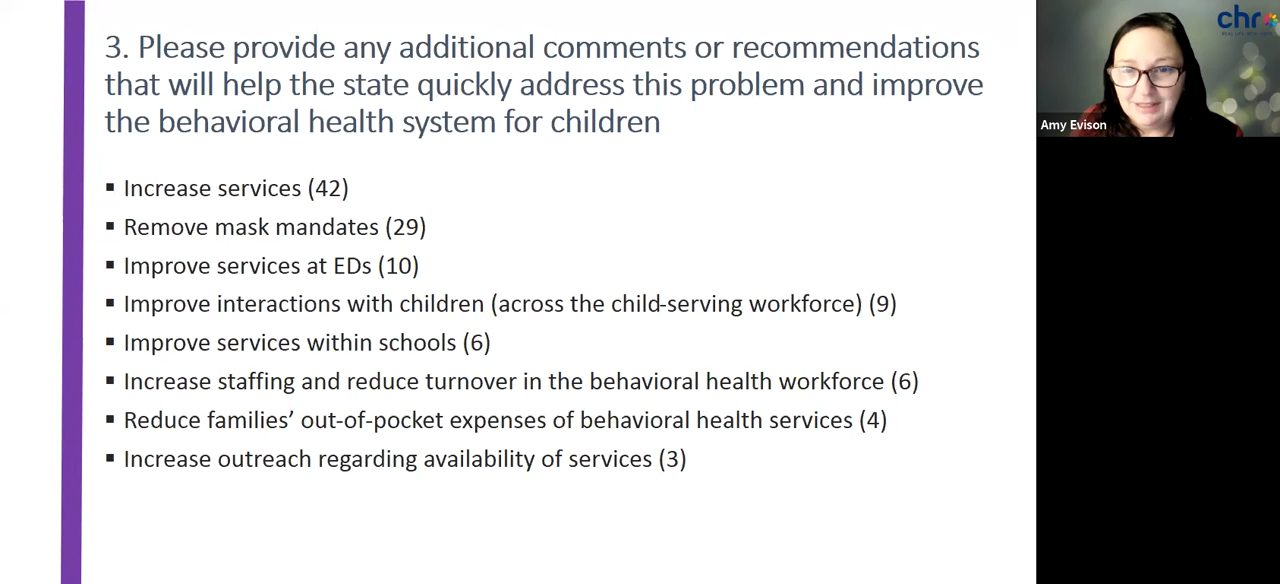 3. Please provide any additional comments or recommendations
that will help the state quickly address this problem and improve
the behavioral health system for children
▪ Increase services (42)
▪ Remove mask mandates (29)
▪ Improve services at EDs (10)
▪ Improve interactions with children (across the child-serving workforce) (9)
▪ Improve services within schools (6)
▪ Increase staffing and reduce turnover in the behavioral health workforce (6)
▪ Reduce families’ out-of-pocket expenses of behavioral health services (4)
▪ Increase outreach regarding availability of services (3)
chr
Amy Evison